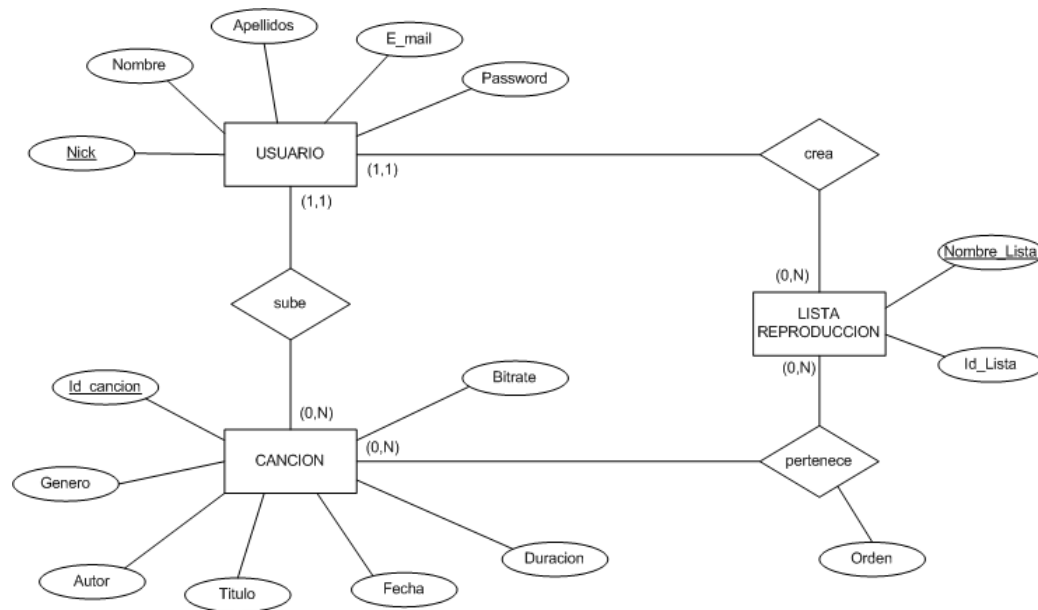 Apellidos
E_mail
Nombre
Password
Nick
USUARIO
(1,1)
(1,1)
crea
sube
(0,N)
Nombre_Lista
LISTA
REPRODUCCION
(0,N)
Id_Lista
Id_cancion
Bitrate
(0,N)
(0,N)
CANCION
pertenece
Genero
Autor
Titulo
Fecha
Duracion
Orden